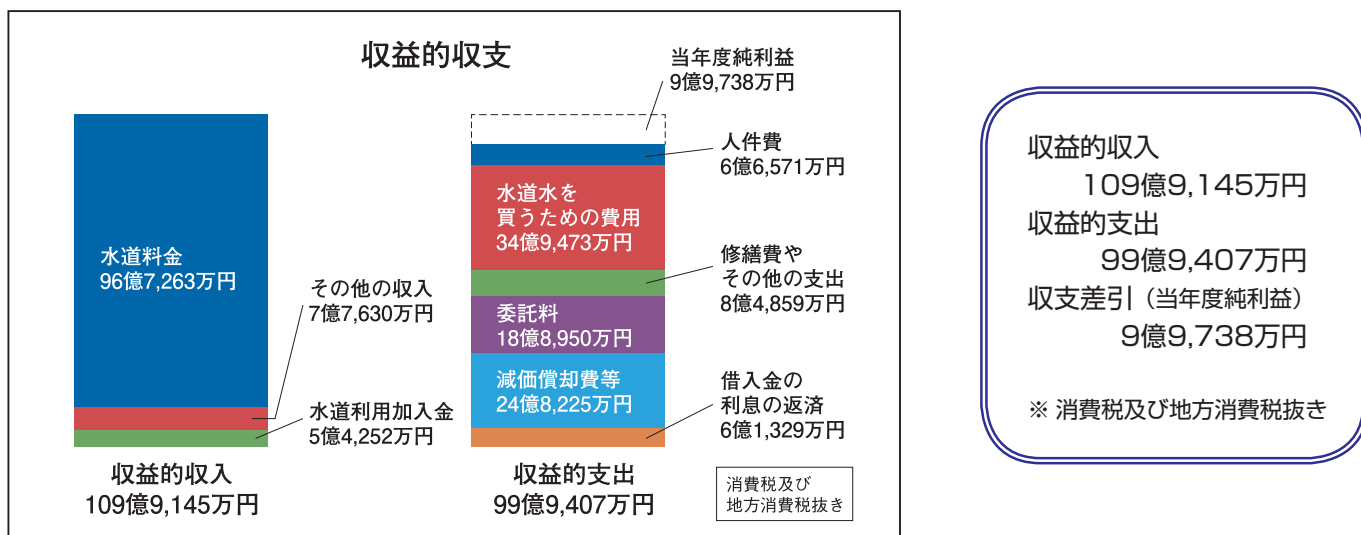 収益的収支
水道料金
96億7,263万円
その他の収入
7億7,630万円
水道利用加入金
5億4,252万円
収益的収入
109億9,145万円
当年度純利益
9億9,738万円
人件費
6億6,571万円
水道水を
買うための費用
34億9,473万円
修繕費や
その他の支出
8億4,859万円
委託料
18億8,950万円
減価償却費等
24億8,225万円
借入金の
利息の返済
6億1,329万円
収益的支出
99億9,407万円
消費税及び
地方消費税抜き
収益的収入
109億9,145万円
収益的支出
99億9,407万円
収支差引（当年度純利益）
9億9,738万円
※ 消費税及び地方消費税抜き